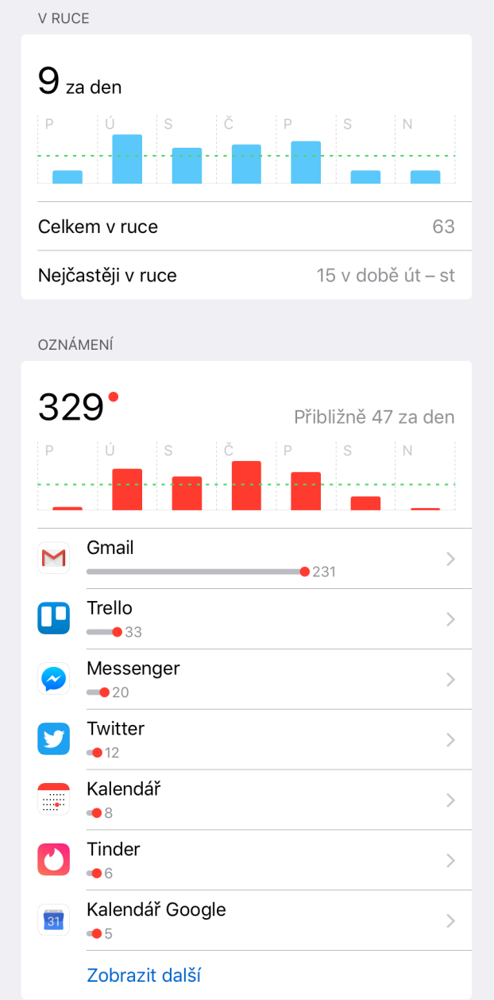 V RUCE
9 za den
P Ú S Č P S N
Celkem v ruce 63
Nejčastěji v ruce 15 v době út – st
OZNÁMENÍ
329 Přibližně 47 za den
P Ú S Č P S N
Gmail
231
Trello
33
Messenger
20
Twitter
12
Kalendář
8
Tinder
6
Kalendář Google
31
5
Zobrazit další